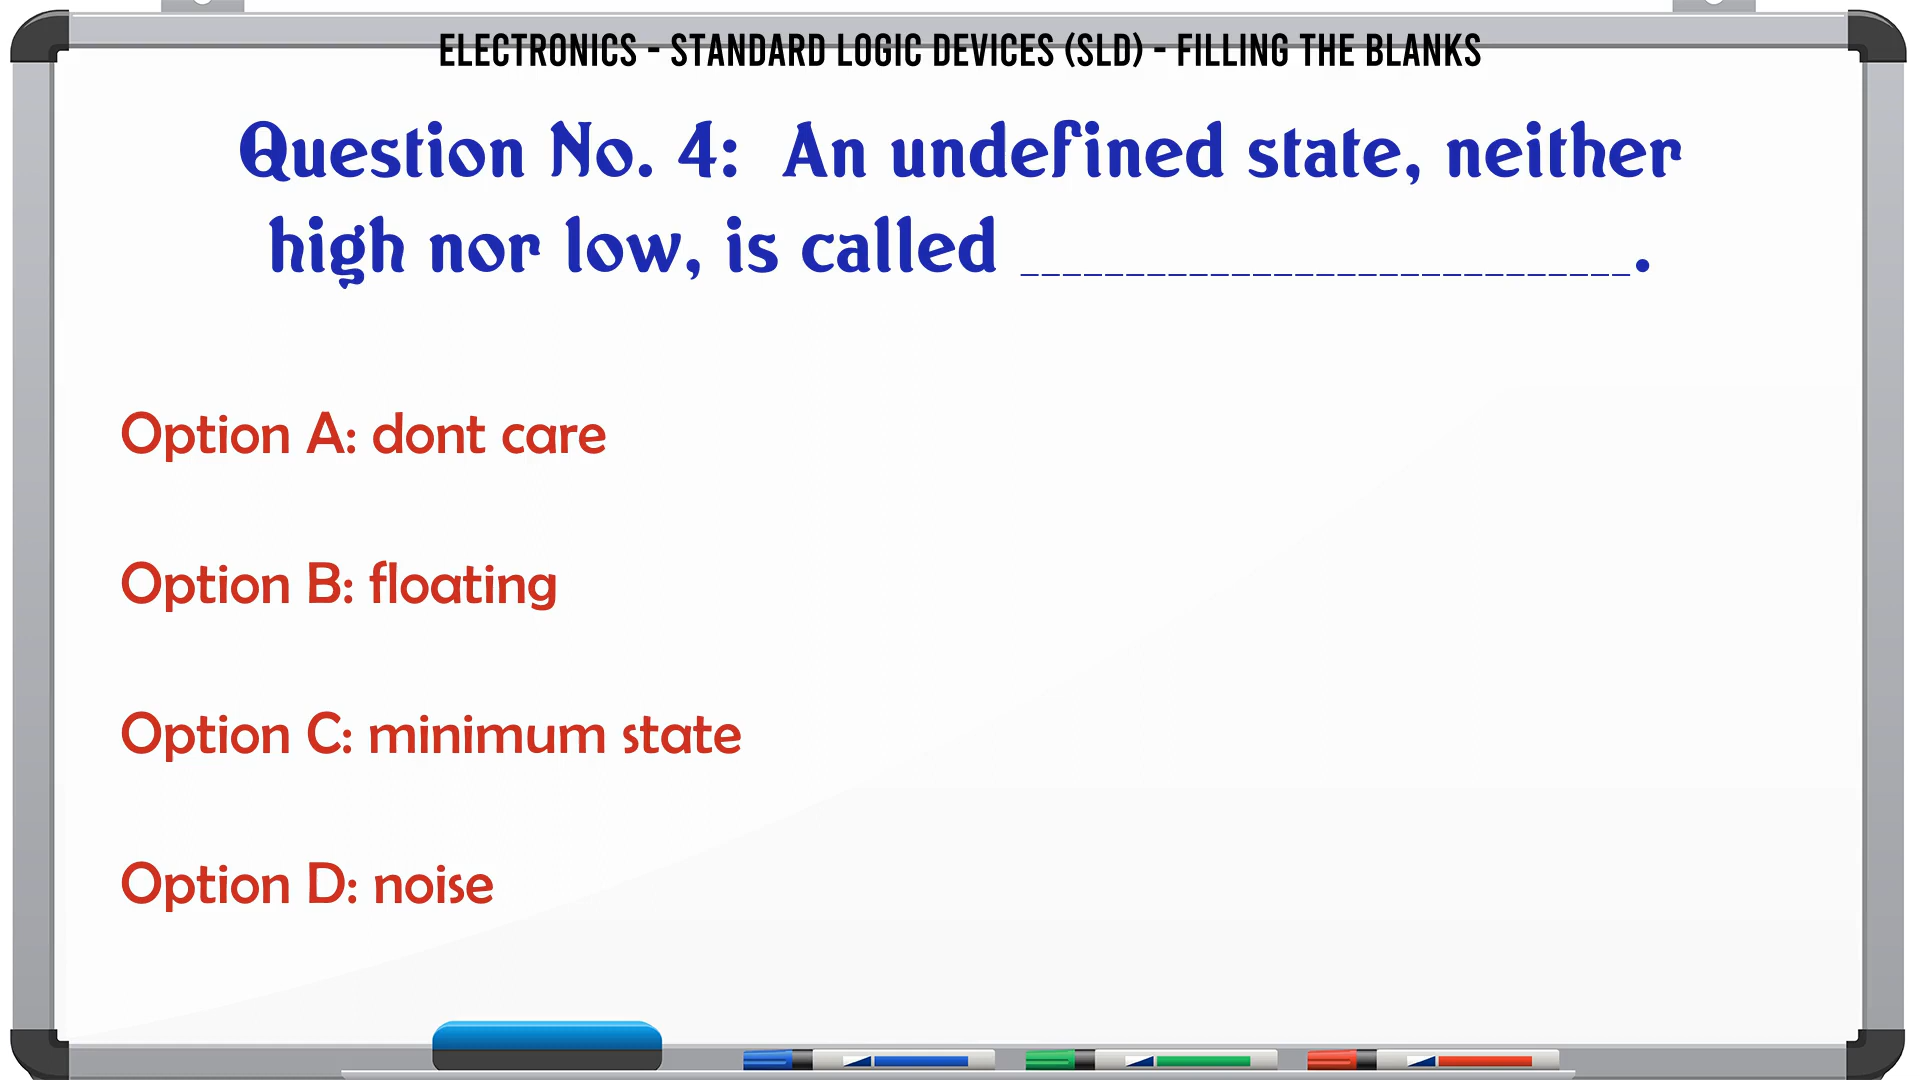 ELECTRONICS - STANDARD LOGIC DEVICES (SLD) - FILLING THE BLANKS
Question No. 4: An undefined state, neither
high nor low, is called _____________________________.
Option A: dont care
Option B: floating
Option C: minimum state
Option D: noise